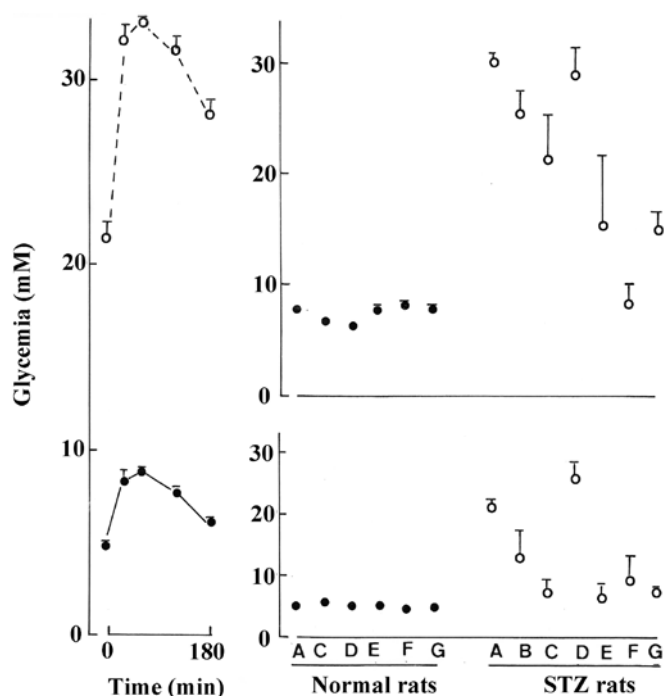 Glycemia (mM)
30
20
10
0
0 180
Time (min)
30
20
10
0
30
20
10
0
A C D E F G
Normal rats
A B C D E F G
STZ rats